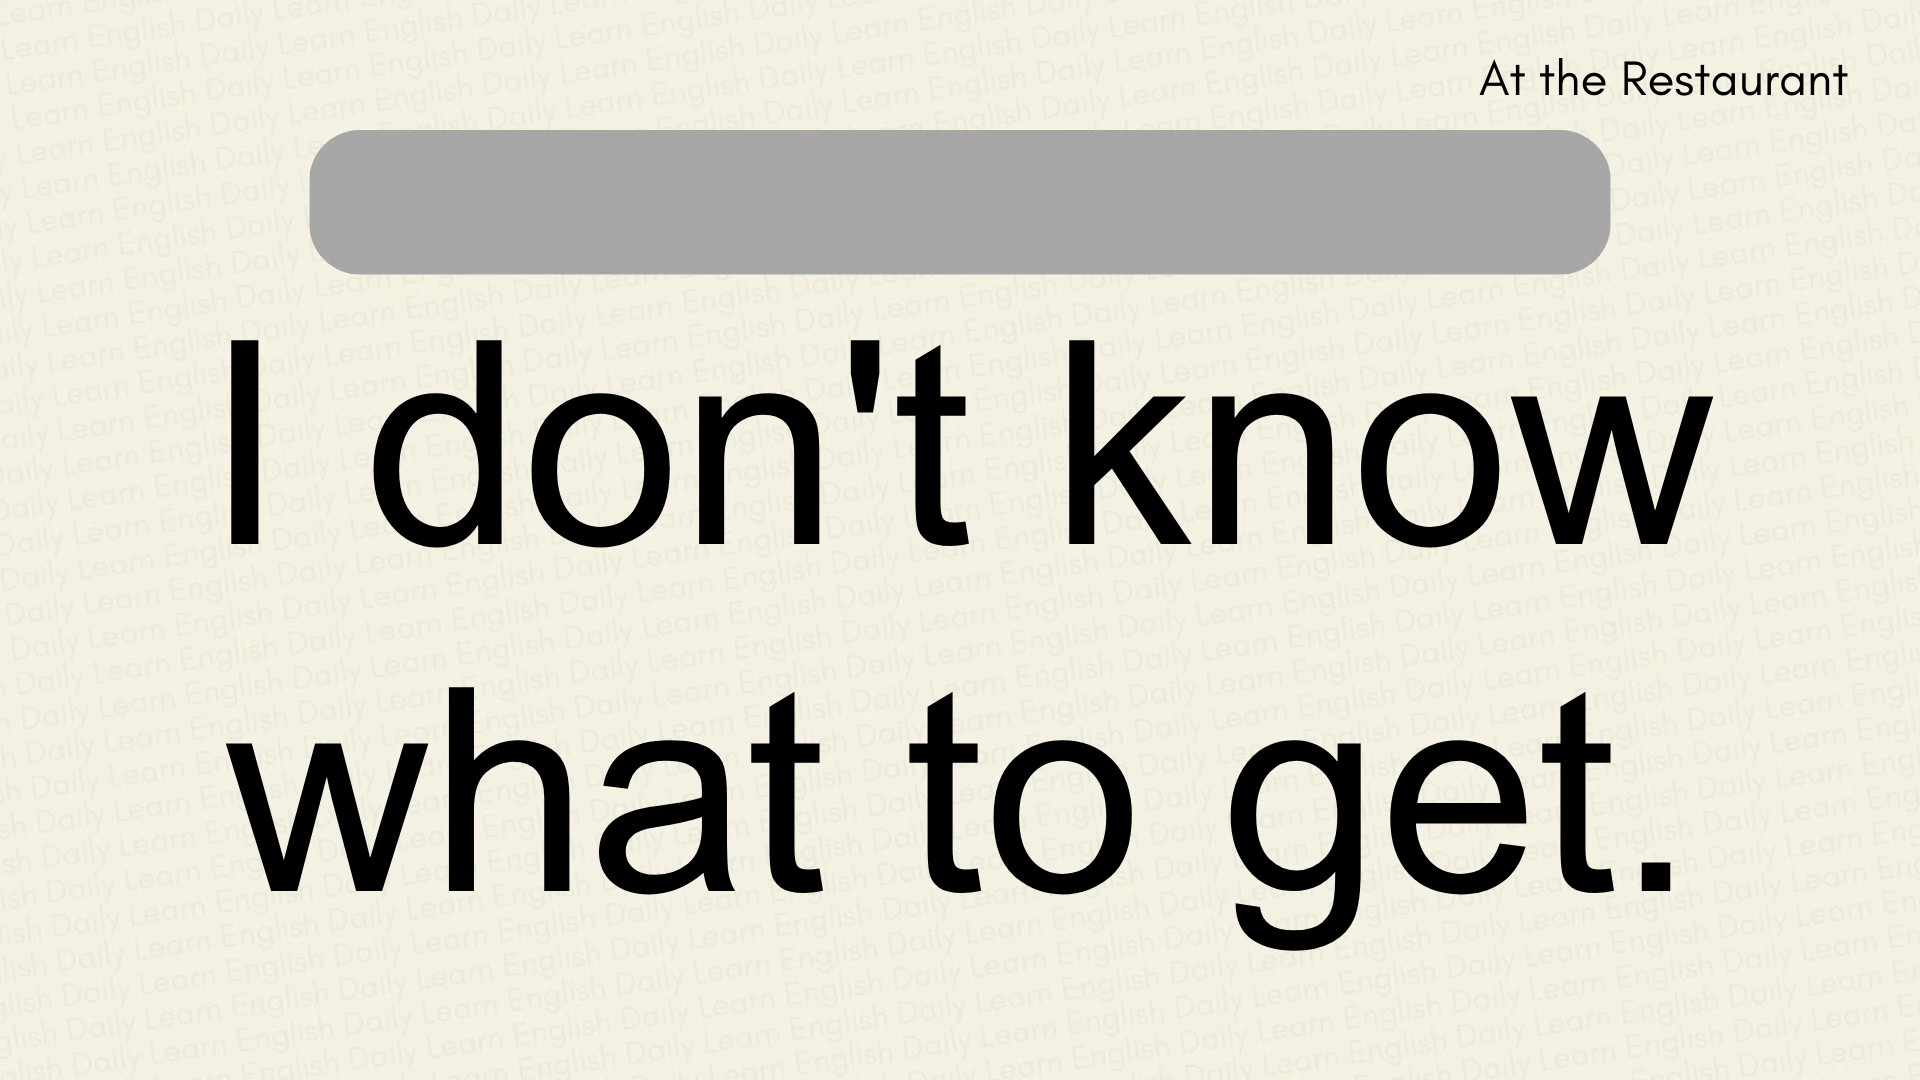 At the Restaurant
I don't know
what to get.